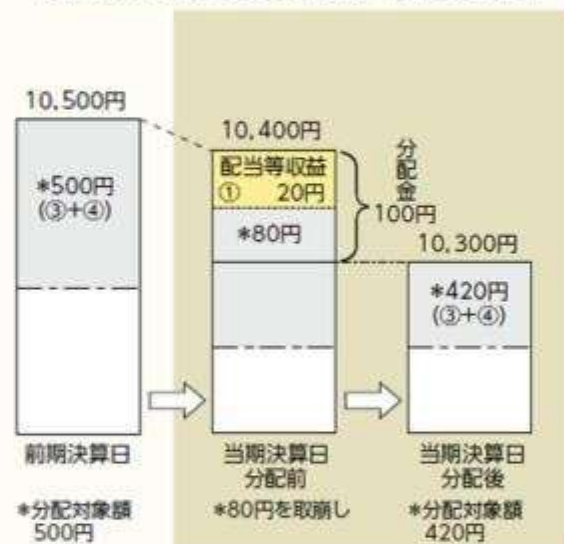 10,500円
*500円
(③+④)
前期決算日
*分配対象額
500円
10,400円
配当等収益
① 20円
*80円
分配金
100円
当期決算日
分配前
*80円を取崩し
10,300円
*420円
(③+④)
当期決算日
分配後
*分配対象額
420円